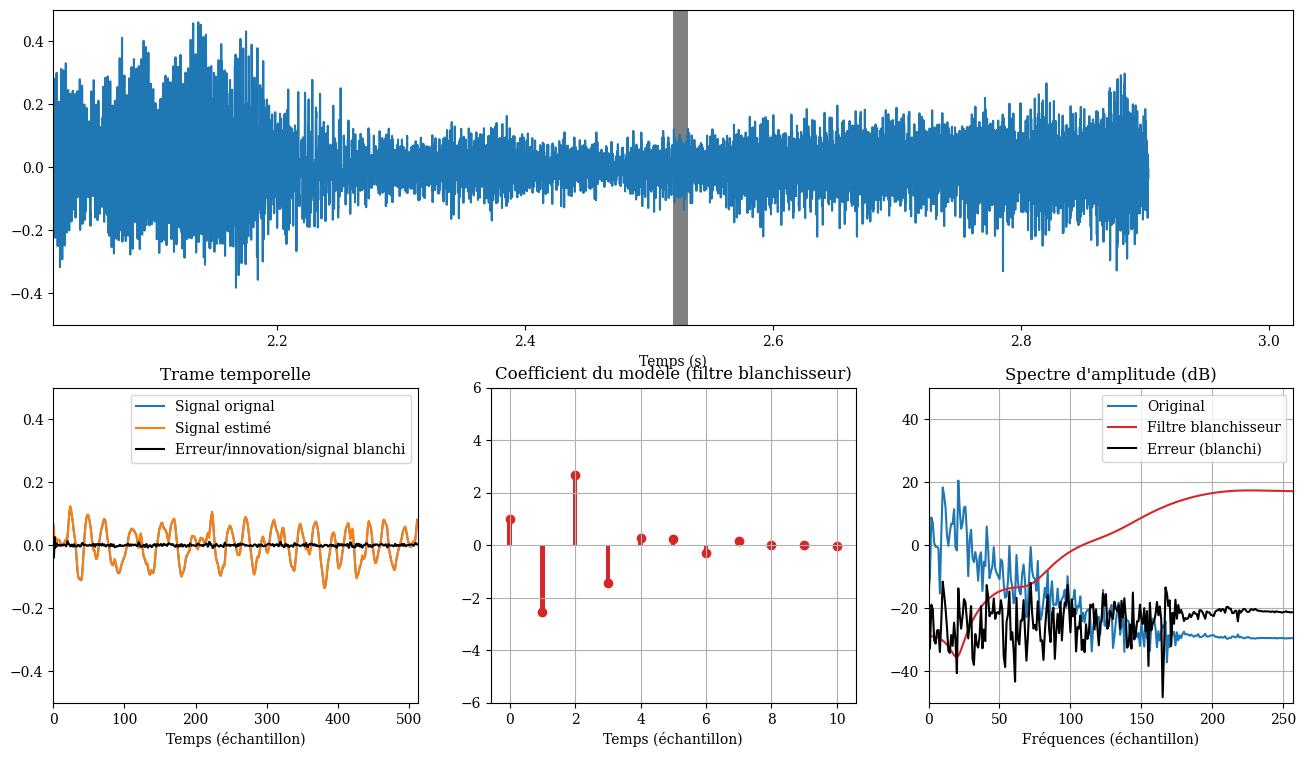 0.4
0.2
0.0
−0.2
−0.4
2.2 2.4 2.6 2.8 3.0
Temps (s)
Trame temporelle
Signal orignal
Signal estimé
Erreur/innovation/signal blanchi
0.4
0.2
0.0
−0.2
−0.4
0 100 200 300 400 500
Temps (échantillon)
Coefficient du modèle (filtre blanchisseur)
6
4
2
0
−2
−4
−6
0 2 4 6 8 10
Temps (échantillon)
Spectre d'amplitude (dB)
Original
Filtre blanchisseur
Erreur (blanchi)
40
20
0
−20
−40
0 50 100 150 200 250
Fréquences (échantillon)